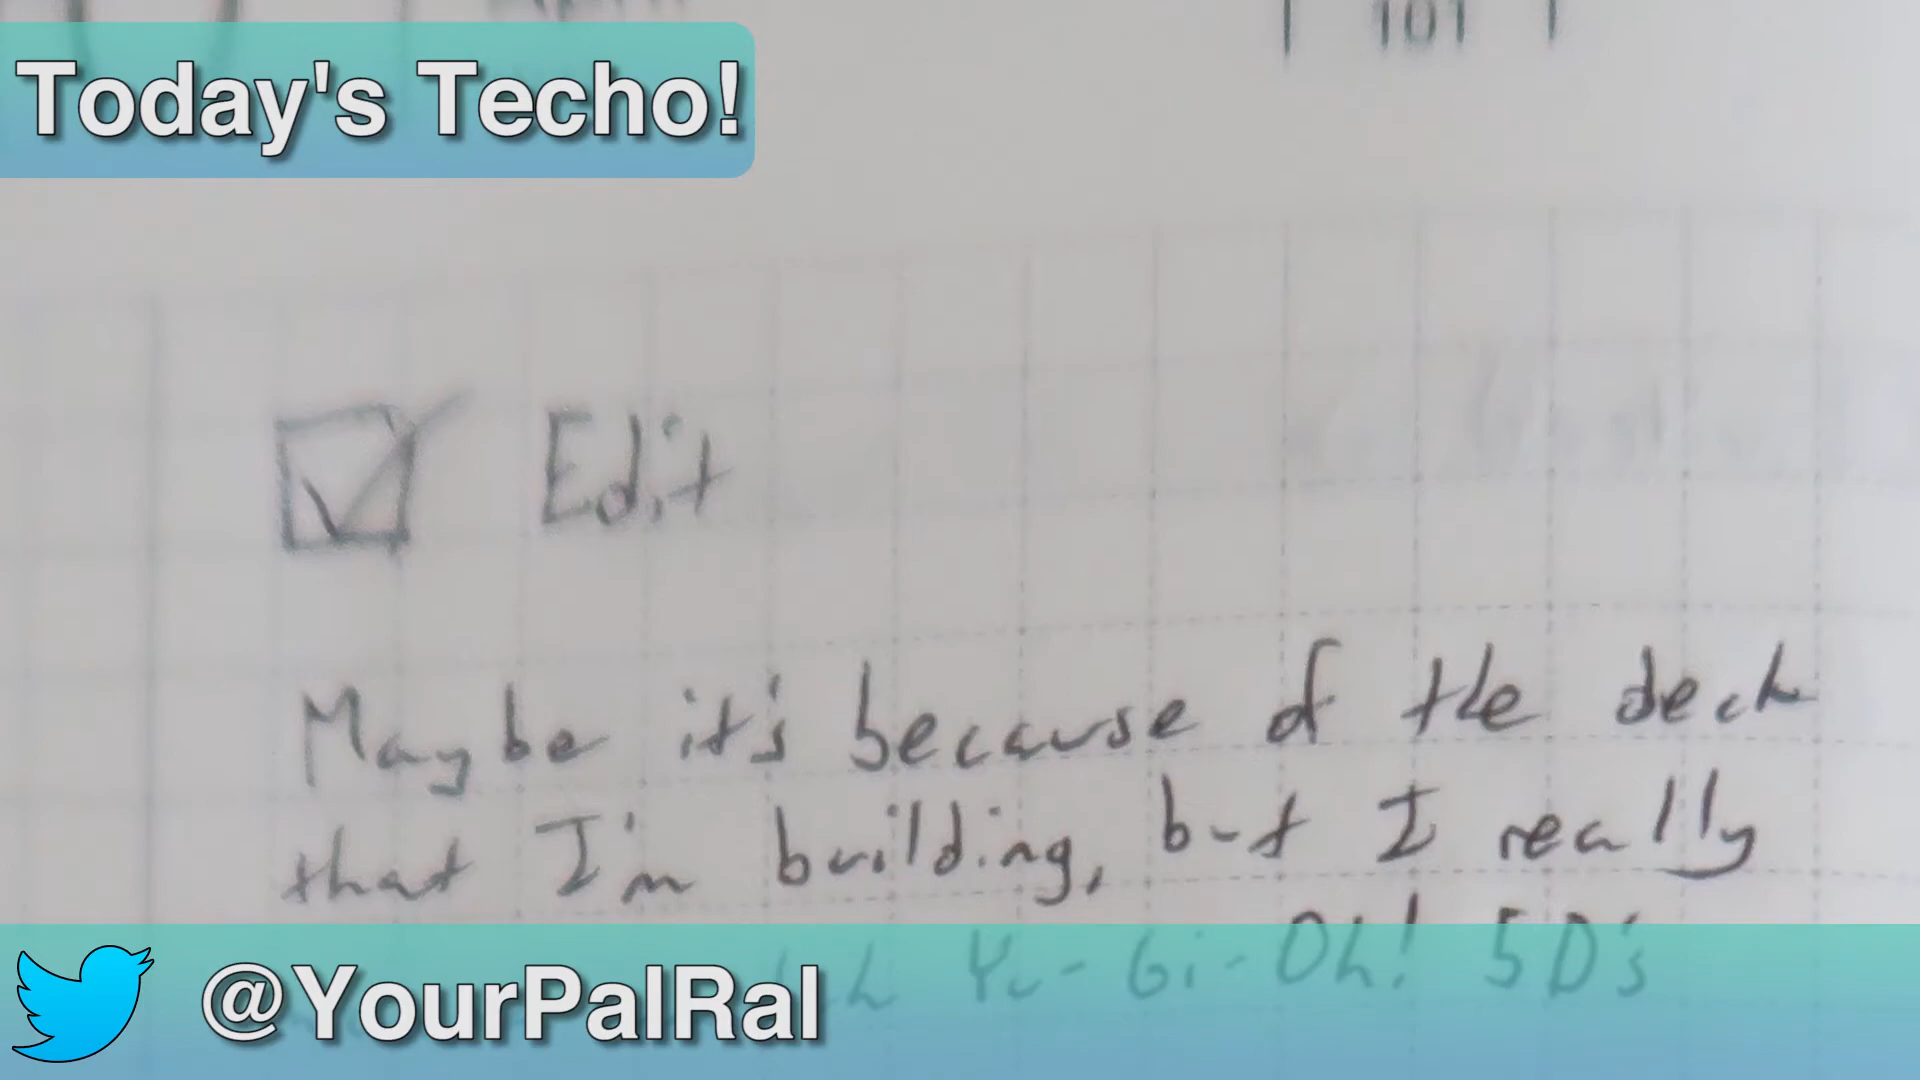 101
Today's Techo!
Edit
Maybe it's because of the deck
that I'm building, but I really
Yu-Gi-Oh! 5D's
@YourPalRal